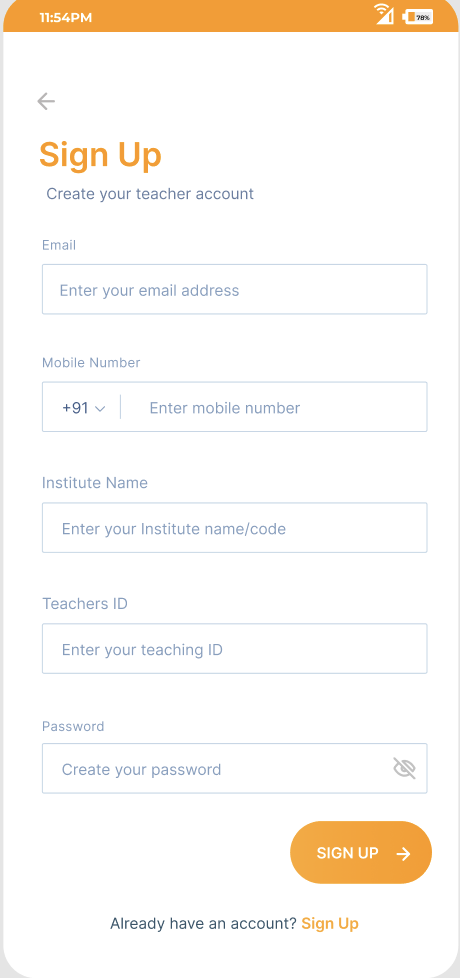 11:54PM 78%
Sign Up
Create your teacher account
Email
Enter your email address
Mobile Number
+91 Enter mobile number
Institute Name
Enter your Institute name/code
Teachers ID
Enter your teaching ID
Password
Create your password
SIGN UP
Already have an account? Sign Up